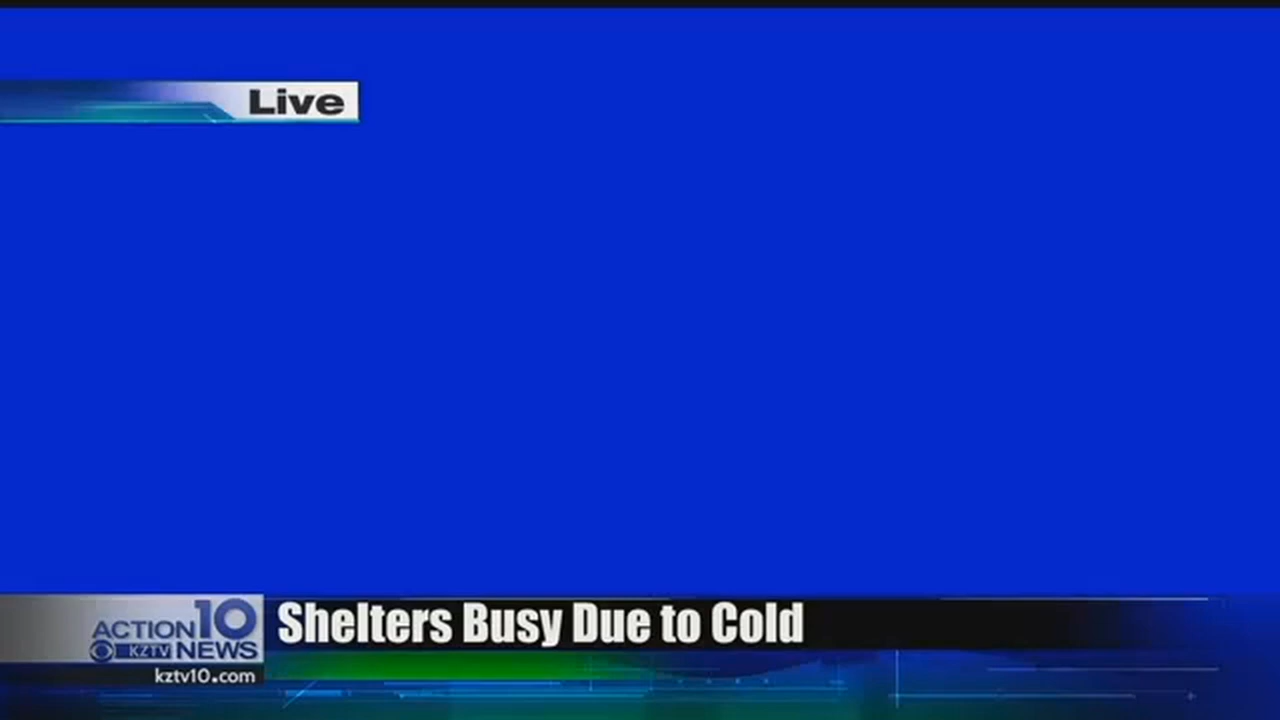 Live
Shelters Busy Due to Cold
ACTION 10
KZTV NEWS
kztv10.com